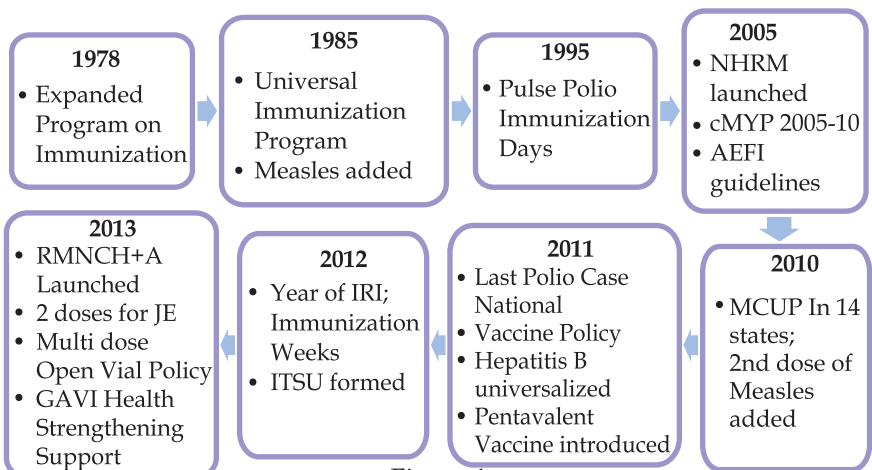 1978
• Expanded
Program on
Immunization
1985
• Universal
Immunization
Program
• Measles added
1995
• Pulse Polio
Immunization
Days
2005
• NHRM
launched
• cMYP 2005-10
• AEFI
guidelines
2010
• MCUP In 14
states;
2nd dose of
Measles
added
2011
• Last Polio Case
National
• Vaccine Policy
• Hepatitis B
universalized
• Pentavalent
Vaccine introduced
2012
• Year of IRI;
Immunization
Weeks
• ITSU formed
2013
• RMNCH+A
Launched
• 2 doses for JE
• Multi dose
Open Vial Policy
• GAVI Health
Strengthening
Support